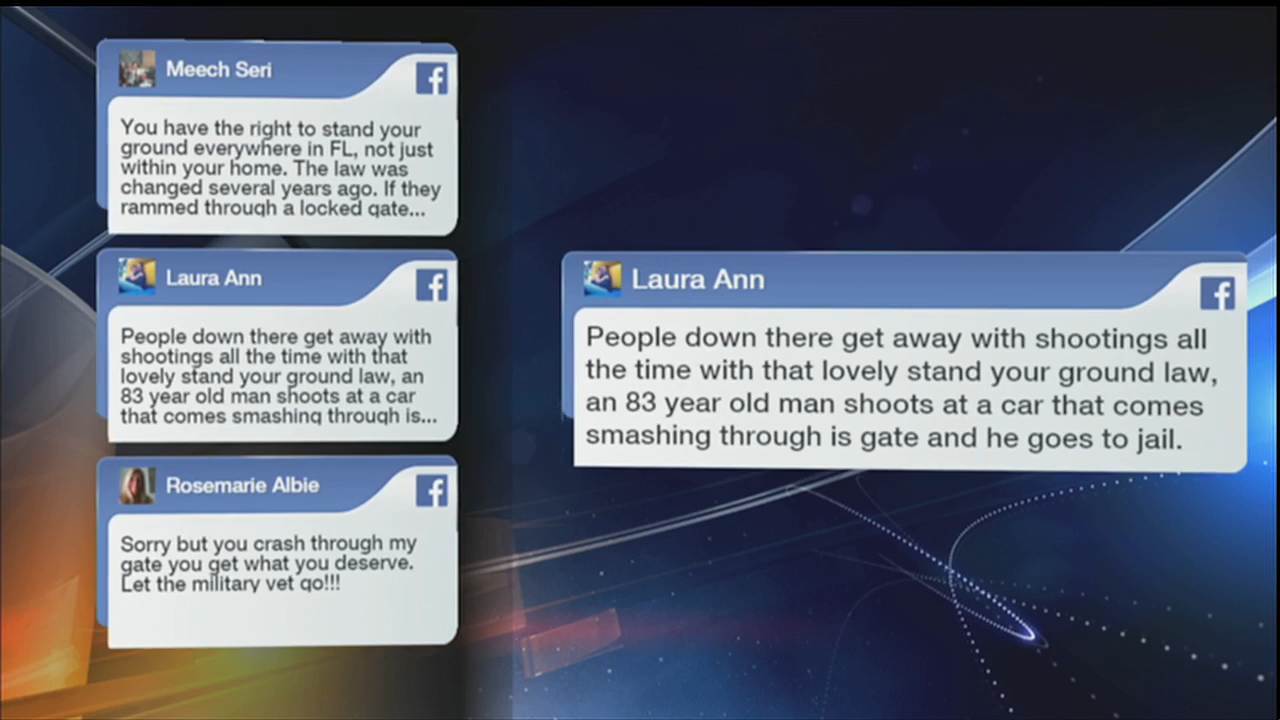 Meech Seri
You have the right to stand your
ground everywhere in FL, not just
within your home. The law was
changed several years ago. If they
rammed through a locked gate...
Laura Ann
People down there get away with
shootings all the time with that
lovely stand your ground law, an
83 year old man shoots at a car
that comes smashing through is...
Rosemarie Albie
Sorry but you crash through my
gate you get what you deserve.
Let the military vet go!!!
Laura Ann
People down there get away with shootings all
the time with that lovely stand your ground law,
an 83 year old man shoots at a car that comes
smashing through is gate and he goes to jail.